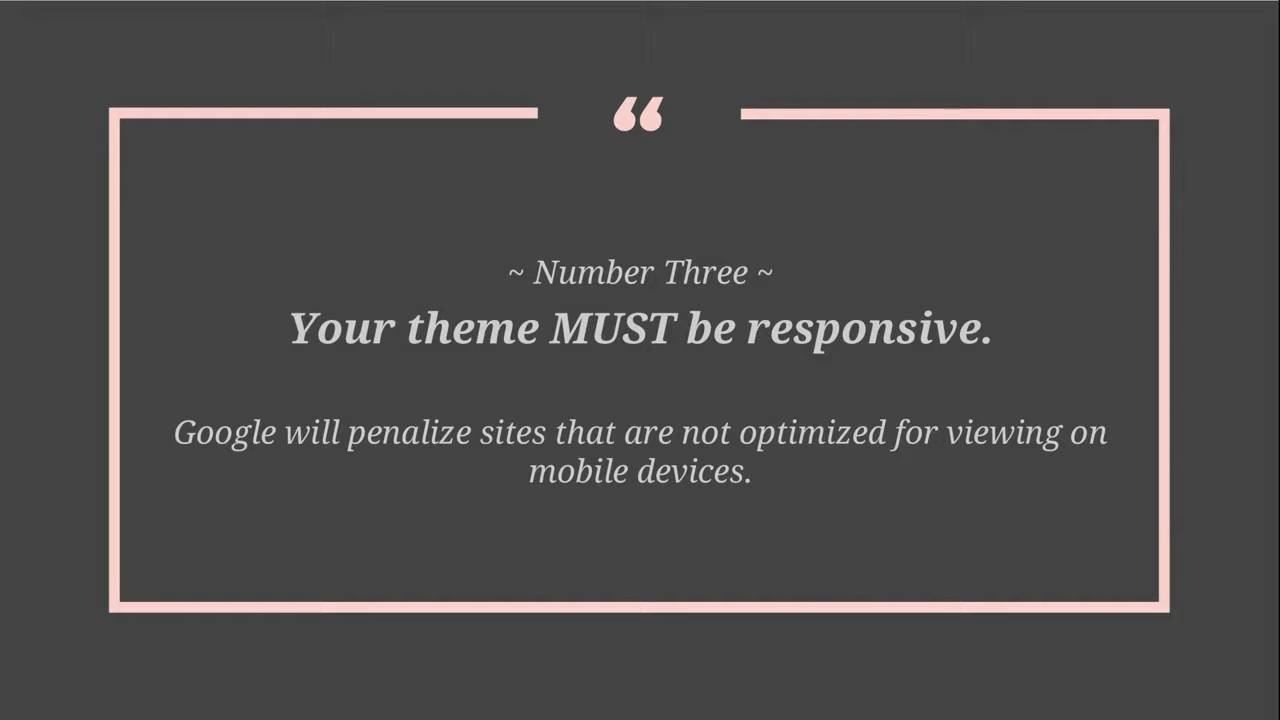 “
~ Number Three ~
Your theme MUST be responsive.
Google will penalize sites that are not optimized for viewing on
mobile devices.